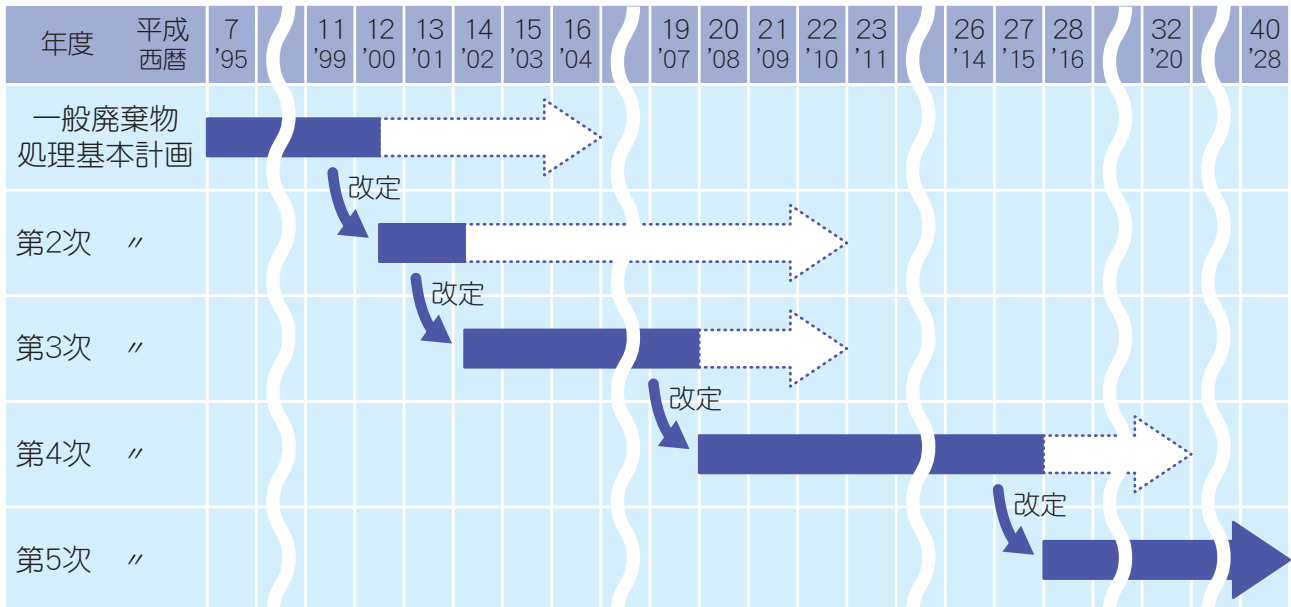 年度 平成 7 11 12 13 14 15 16 19 20 21 22 23 26 27 28 32 40
西暦 '95 '99 '00 '01 '02 '03 '04 '07 '08 '09 '10 '11 '14 '15 '16 '20 '28
一般廃棄物
処理基本計画
改定
第2次 〃
改定
第3次 〃
改定
第4次 〃
改定
第5次 〃